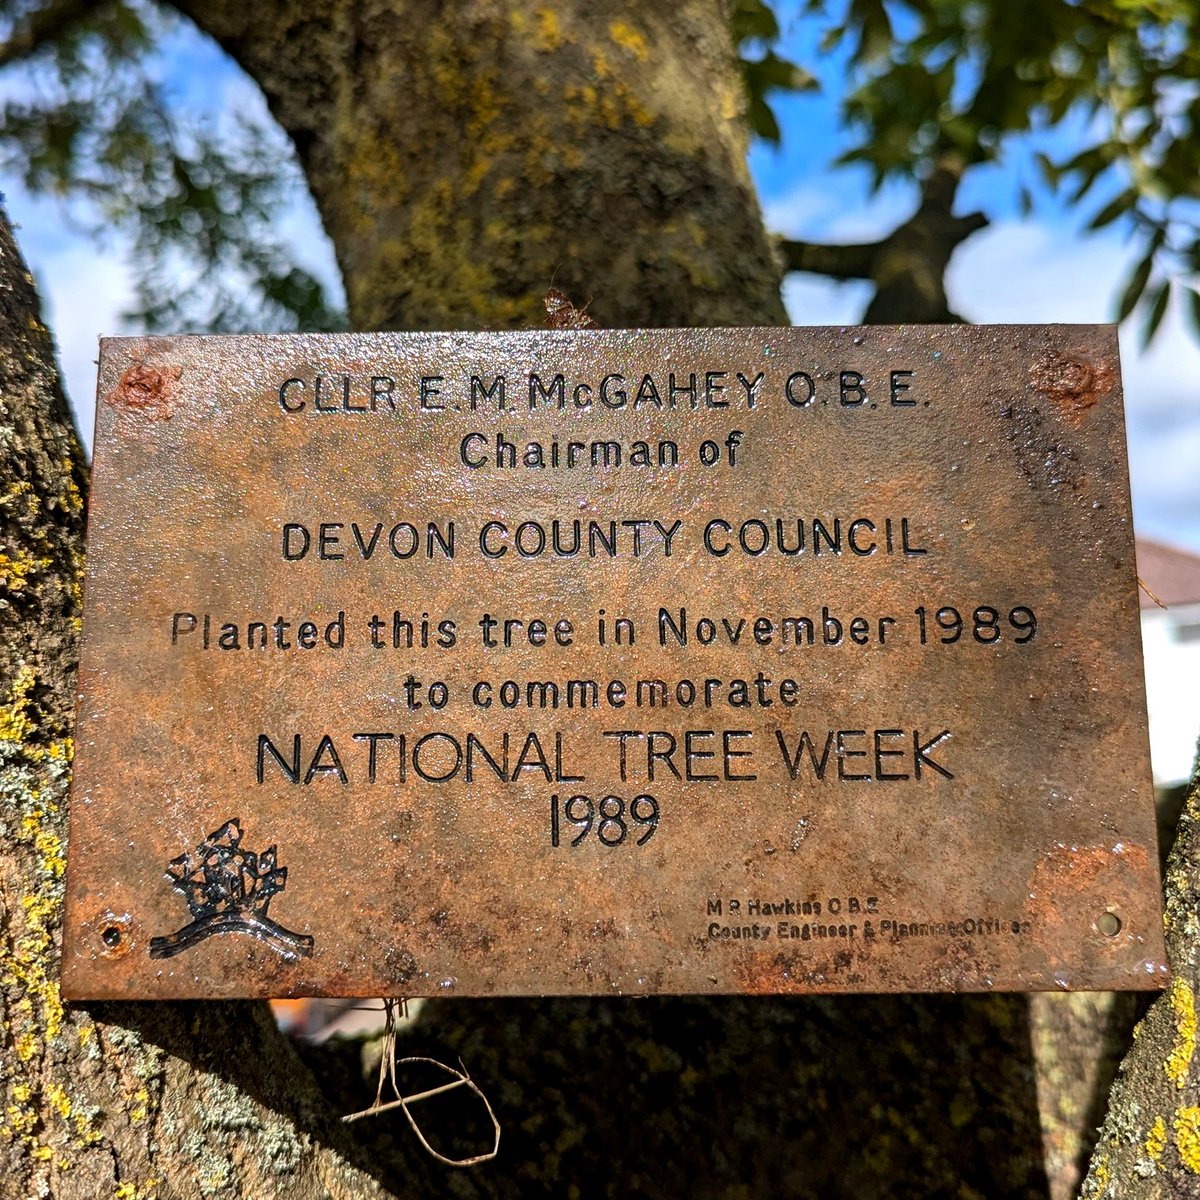 CLLR E.M. McGAHEY O.B.E.
Chairman of
DEVON COUNTY COUNCIL
Planted this tree in November 1989
to commemorate
NATIONAL TREE WEEK
1989
M R Hawkins O B E
County Engineer & Planning Officer